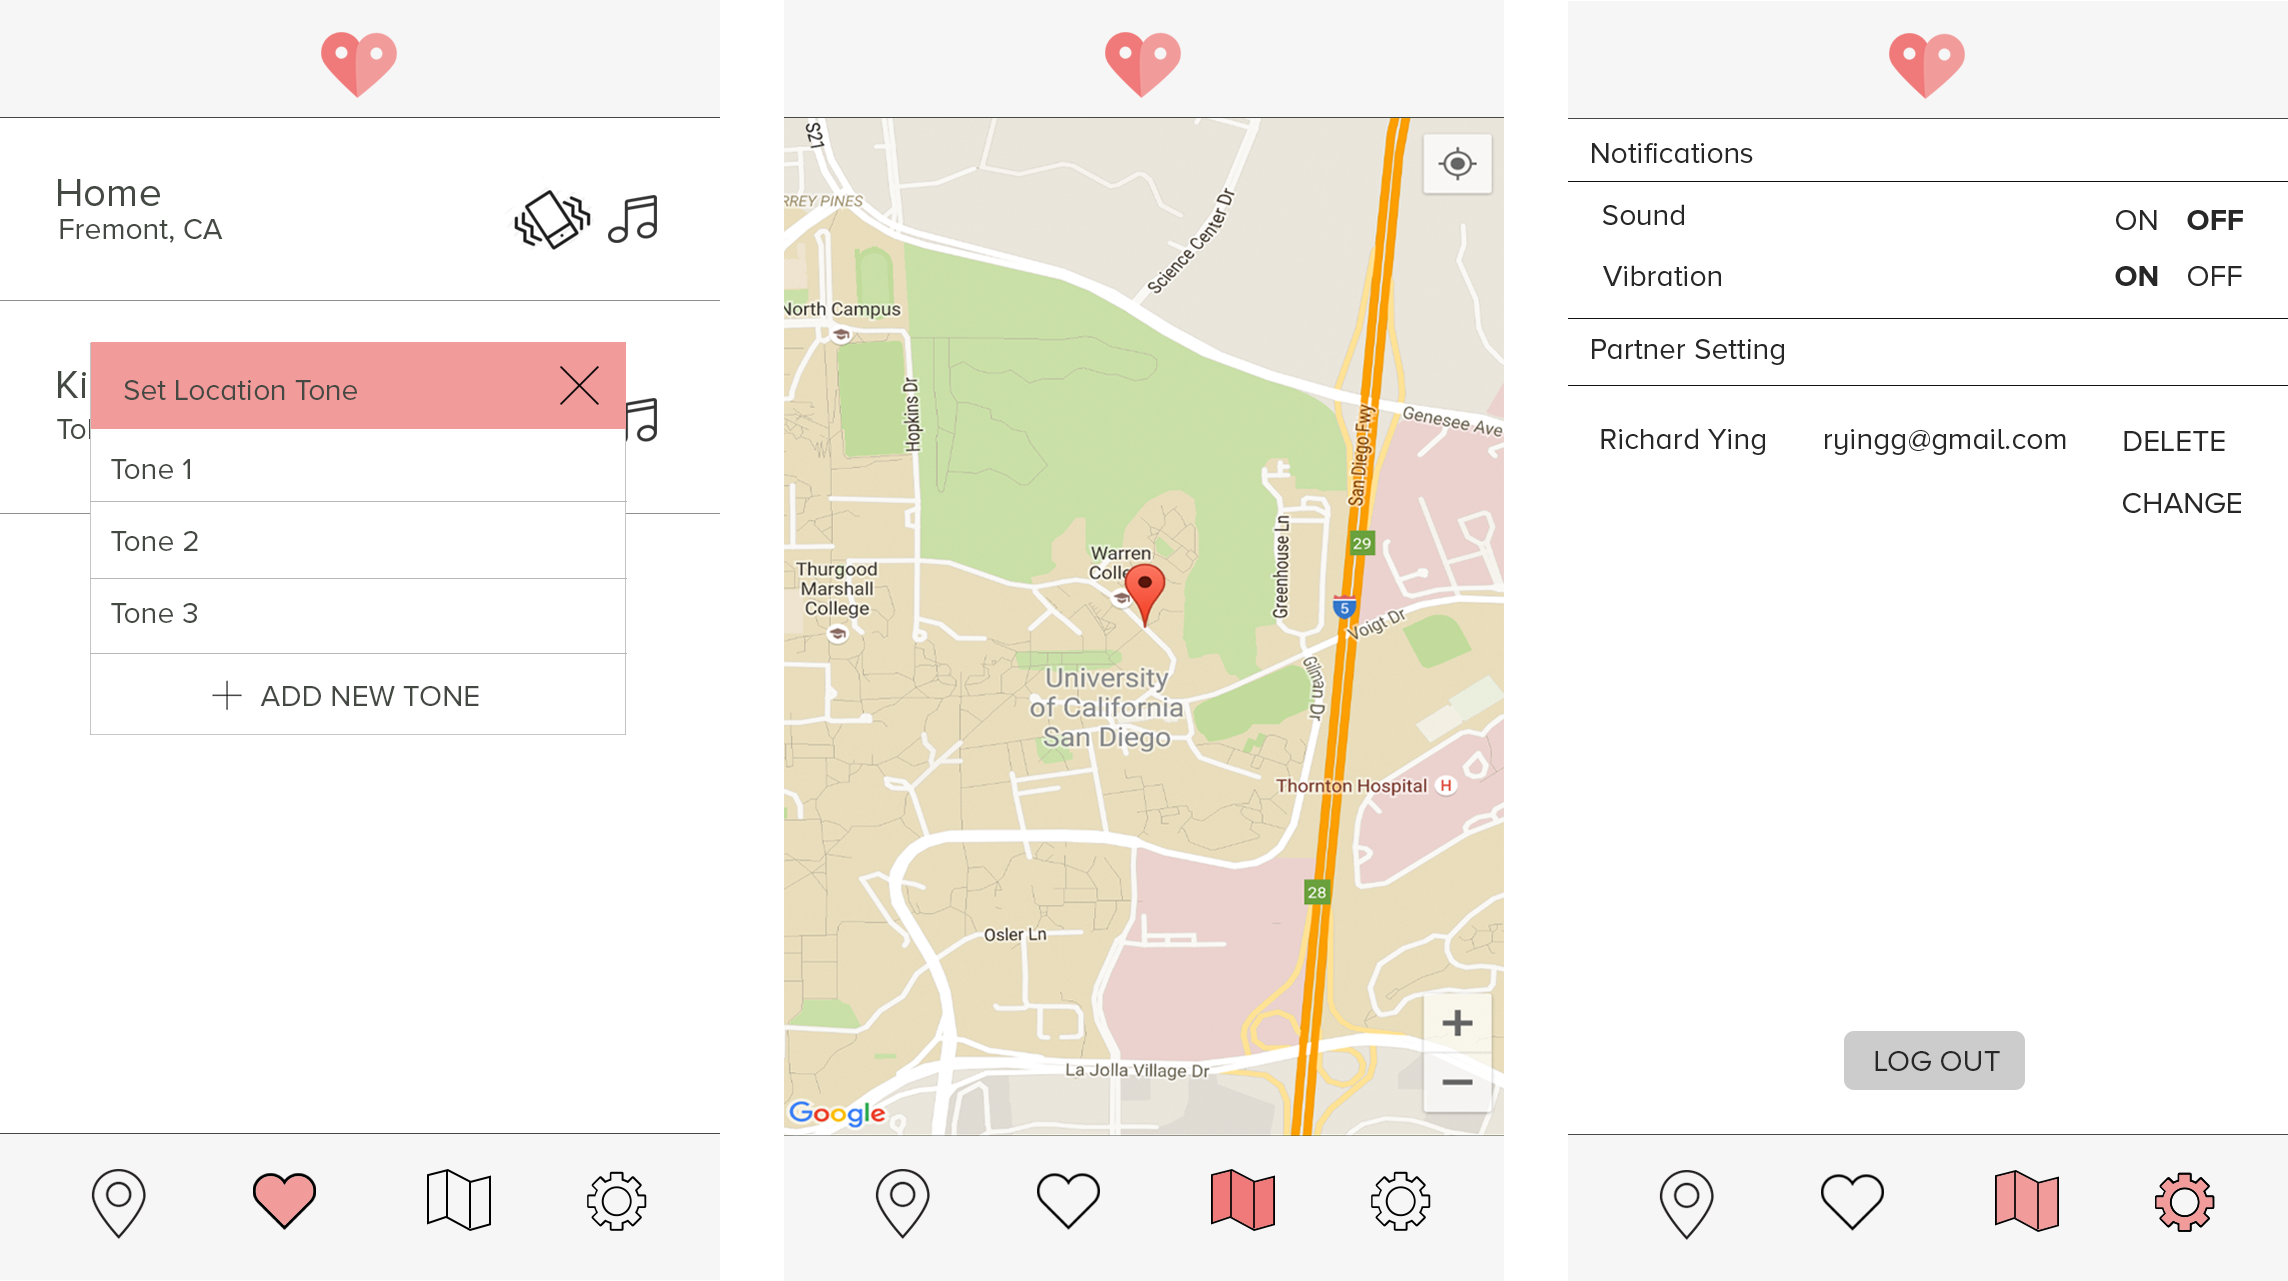 Home
Fremont, CA
Ki
Set Location Tone
Tone 1
Tone 2
Tone 3
ADD NEW TONE
S21
RREY PINES
Science Center Dr
North Campus
Hopkins Dr
Genesee Ave
San Diego Fwy
29
Warren
Colle
Thurgood
Marshall
College
Greenhouse Ln
5
Voigt Dr
University
of California
San Diego
Gilman Dr
Thornton Hospital H
28
Osler Ln
La Jolla Village Dr
Google
Notifications
Sound ON OFF
Vibration ON OFF
Partner Setting
Richard Ying ryingg@gmail.com DELETE
CHANGE
LOG OUT